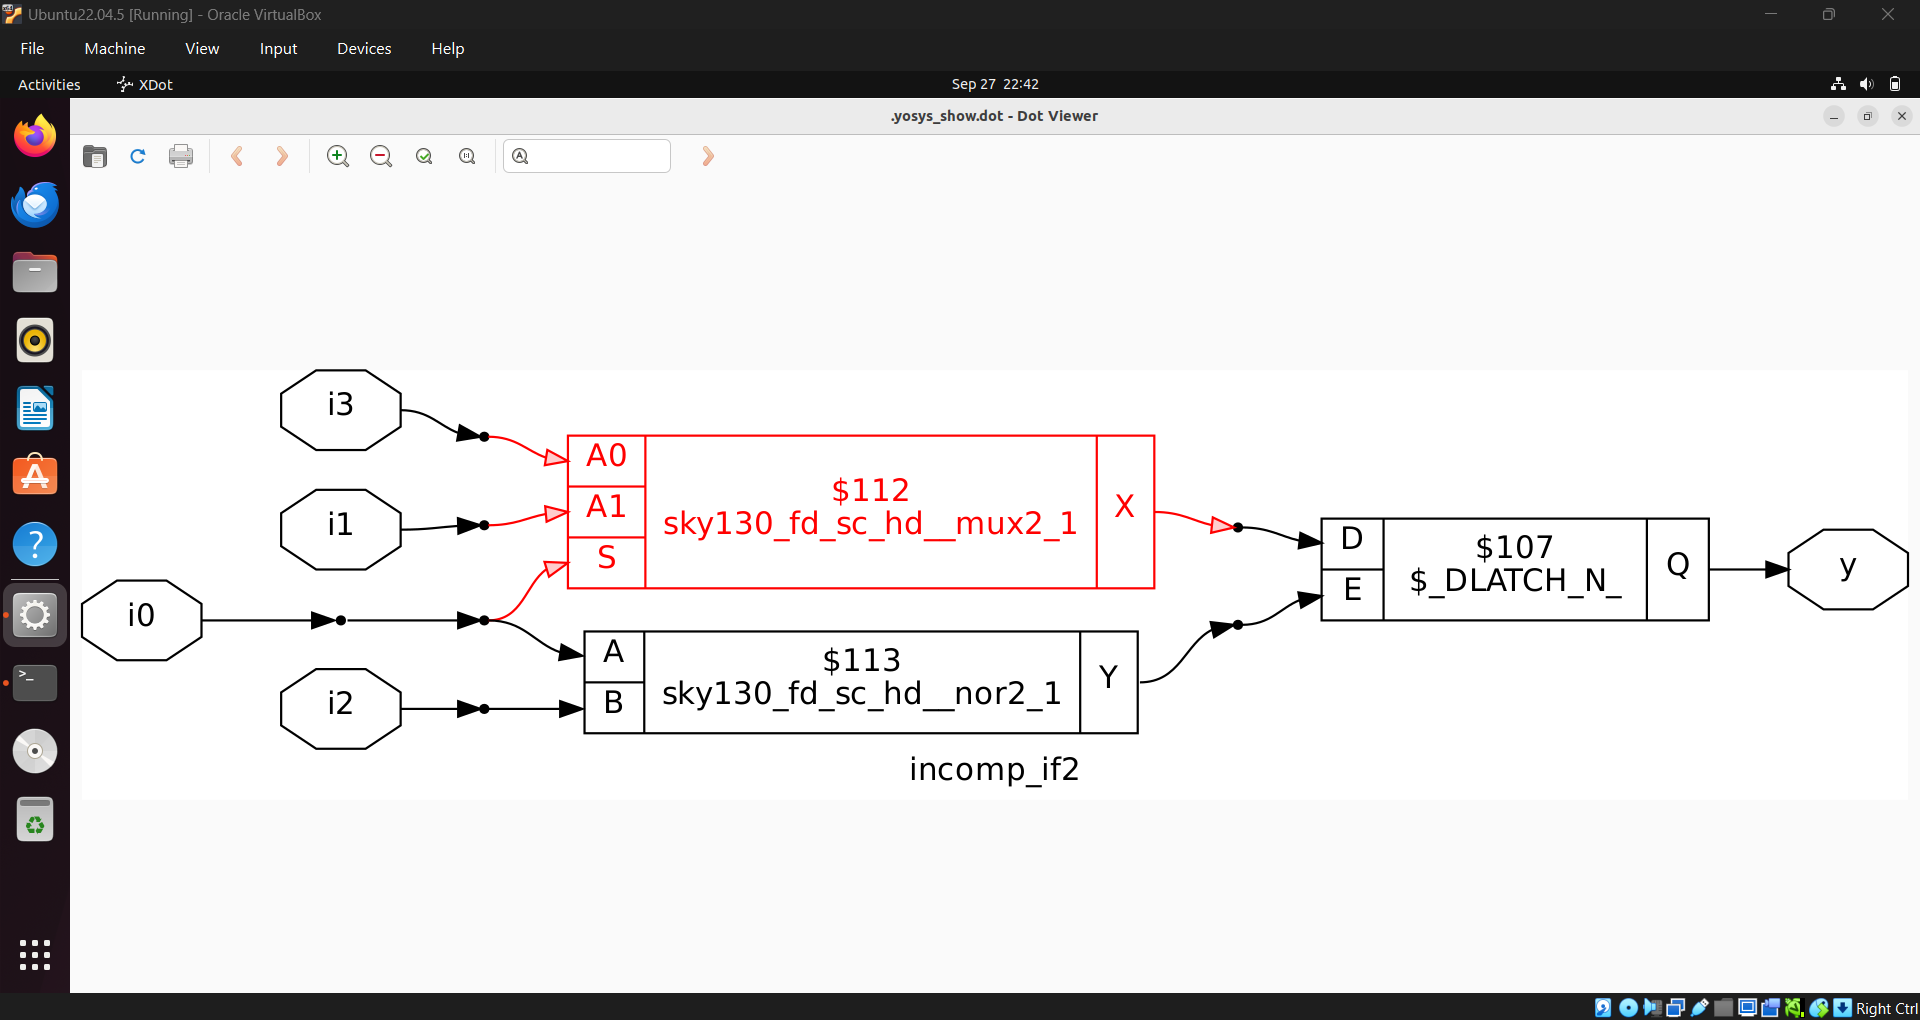 Ubuntu22.04.5 [Running] - Oracle VirtualBox
File Machine View Input Devices Help
Activities XDot Sep 27 22:42
.yosys_show.dot - Dot Viewer
i3
A0
i1
A1
$112
sky130_fd_sc_hd__mux2_1
X
S
D
$107
$_DLATCH_N_
Q
y
E
i0
A
$113
sky130_fd_sc_hd__nor2_1
Y
i2
B
incomp_if2
Right Ctrl